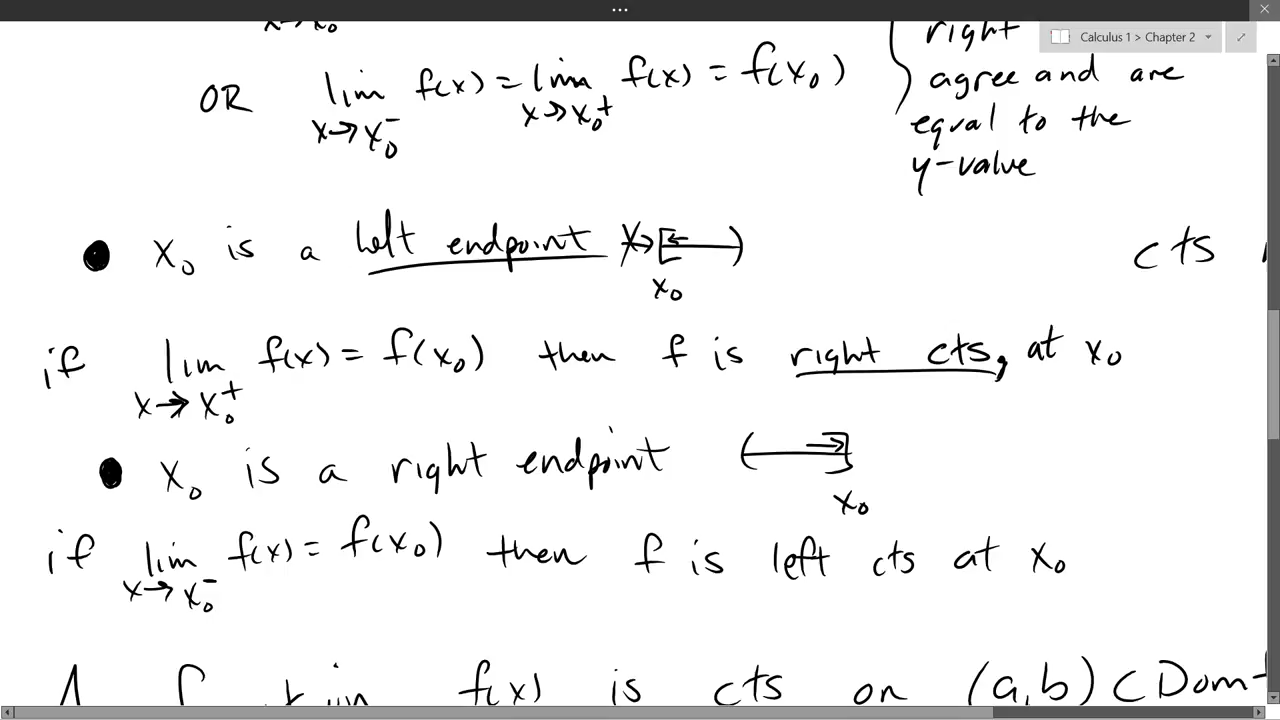 Calculus 1 > Chapter 2
x→x₀
OR lim f(x) = lim f(x) = f(x₀)
x→x₀⁻ x→x₀⁺
right
agree and are
equal to the
y-value
• x₀ is a left endpoint x→[←—)
x₀
cts
if lim f(x) = f(x₀) then f is right cts, at x₀
x→x₀⁺
• x₀ is a right endpoint (—→]
x₀
if lim f(x) = f(x₀) then f is left cts at x₀
x→x₀⁻
f(x) is cts on (a,b) ⊂ Dom